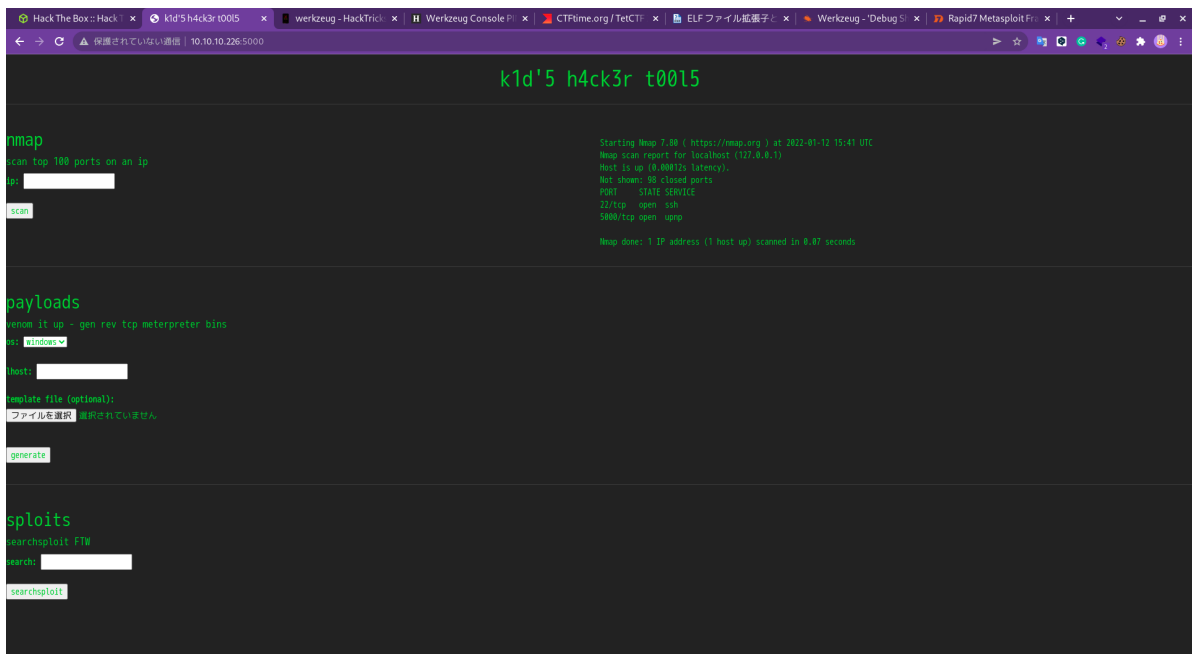 Hack The Box :: Hack T
k1d'5 h4ck3r t00l5
werkzeug - HackTricks
Werkzeug Console PI
CTFtime.org / TetCTF
ELF ファイル拡張子と
Werkzeug - 'Debug Sh
Rapid7 Metasploit Fra
保護されていない通信 | 10.10.10.226:5000
k1d'5 h4ck3r t00l5
nmap
scan top 100 ports on an ip
ip:
scan
Starting Nmap 7.80 ( https://nmap.org ) at 2022-01-12 15:41 UTC
Nmap scan report for localhost (127.0.0.1)
Host is up (0.00012s latency).
Not shown: 98 closed ports
PORT STATE SERVICE
22/tcp open ssh
5000/tcp open upnp
Nmap done: 1 IP address (1 host up) scanned in 0.07 seconds
payloads
venom it up - gen rev tcp meterpreter bins
os: windows
lhost:
template file (optional):
ファイルを選択 選択されていません
generate
sploits
searchsploit FTW
search:
searchsploit